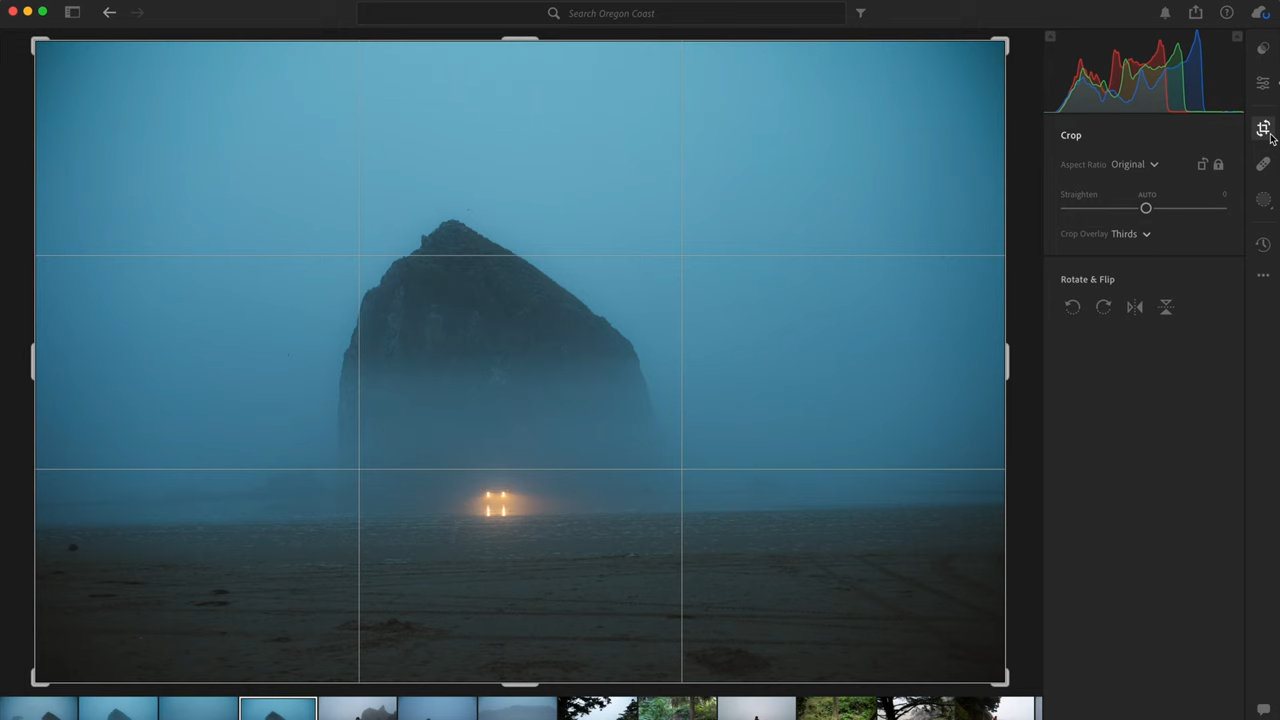 Search Oregon Coast
Crop
Aspect Ratio Original
Straighten AUTO 0
Crop Overlay Thirds
Rotate & Flip